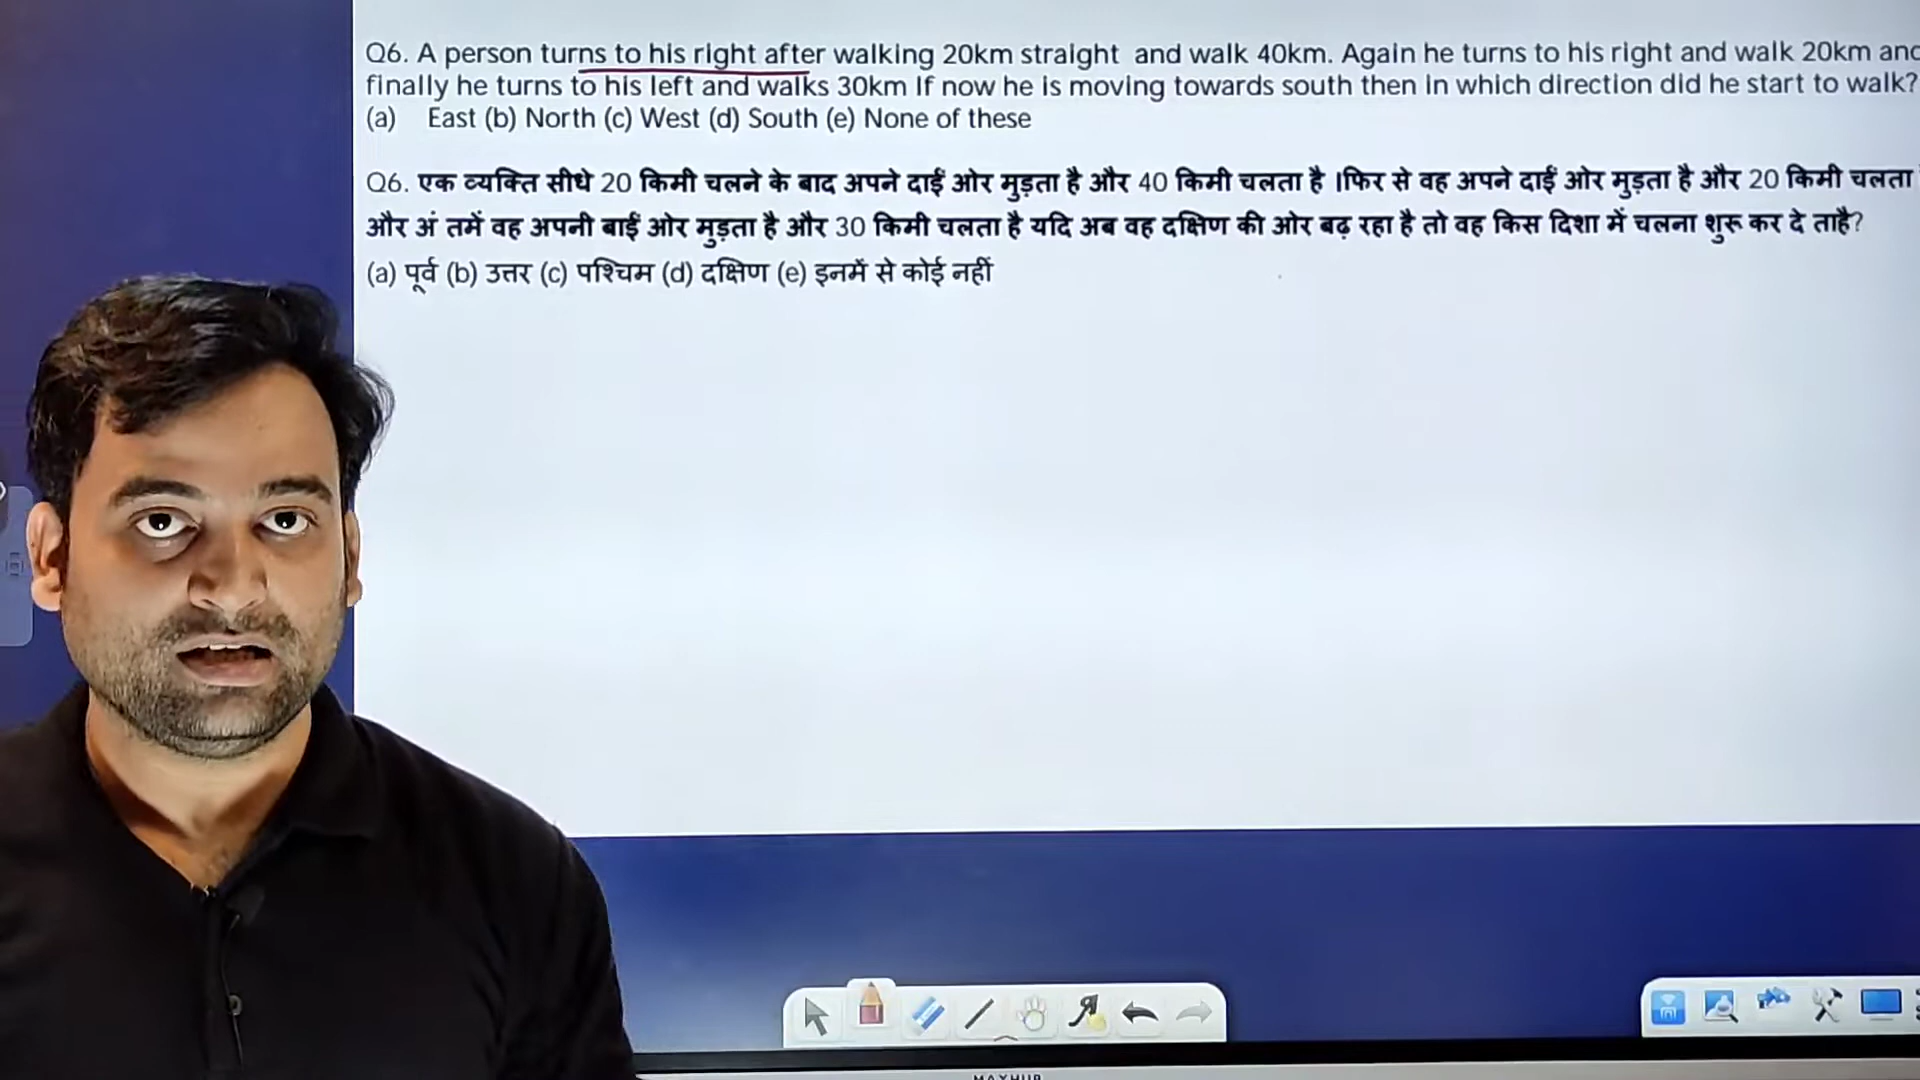 Q6. A person turns to his right after walking 20km straight and walk 40km. Again he turns to his right and walk 20km and
finally he turns to his left and walks 30km If now he is moving towards south then in which direction did he start to walk?
(a) East (b) North (c) West (d) South (e) None of these
Q6. एक व्यक्ति सीधे 20 किमी चलने के बाद अपने दाईं ओर मुड़ता है और 40 किमी चलता है ।फिर से वह अपने दाईं ओर मुड़ता है और 20 किमी चलता
और अं तमें वह अपनी बाईं ओर मुड़ता है और 30 किमी चलता है यदि अब वह दक्षिण की ओर बढ़ रहा है तो वह किस दिशा में चलना शुरू कर दे ताहै?
(a) पूर्व (b) उत्तर (c) पश्चिम (d) दक्षिण (e) इनमें से कोई नहीं
MAXHUB